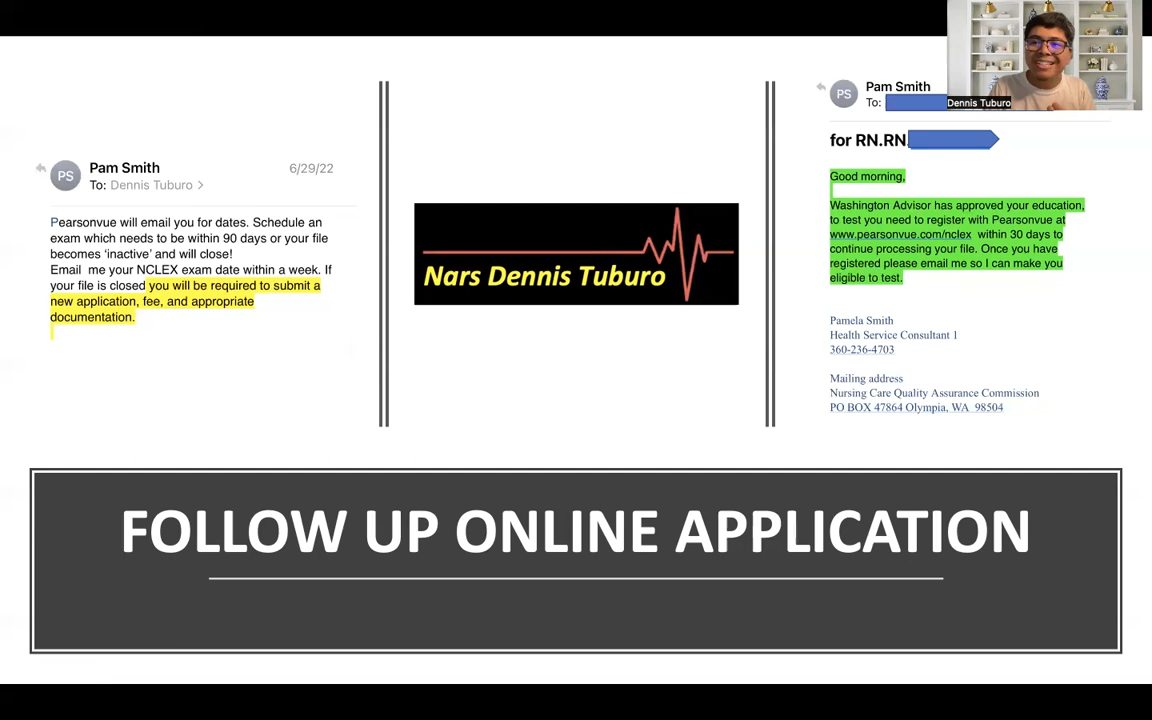 PS
Pam Smith
6/29/22
To: Dennis Tuburo >
Pearsonvue will email you for dates. Schedule an
exam which needs to be within 90 days or your file
becomes ‘inactive’ and will close!
Email  me your NCLEX exam date within a week. If
your file is closed you will be required to submit a
new application, fee, and appropriate
documentation.
Nars Dennis Tuburo
PS
Pam Smith
To:
Dennis Tuburo
for RN.RN.
Good morning,
Washington Advisor has approved your education,
to test you need to register with Pearsonvue at
www.pearsonvue.com/nclex  within 30 days to
continue processing your file. Once you have
registered please email me so I can make you
eligible to test.
Pamela Smith
Health Service Consultant 1
360-236-4703
Mailing address
Nursing Care Quality Assurance Commission
PO BOX 47864 Olympia, WA  98504
FOLLOW UP ONLINE APPLICATION